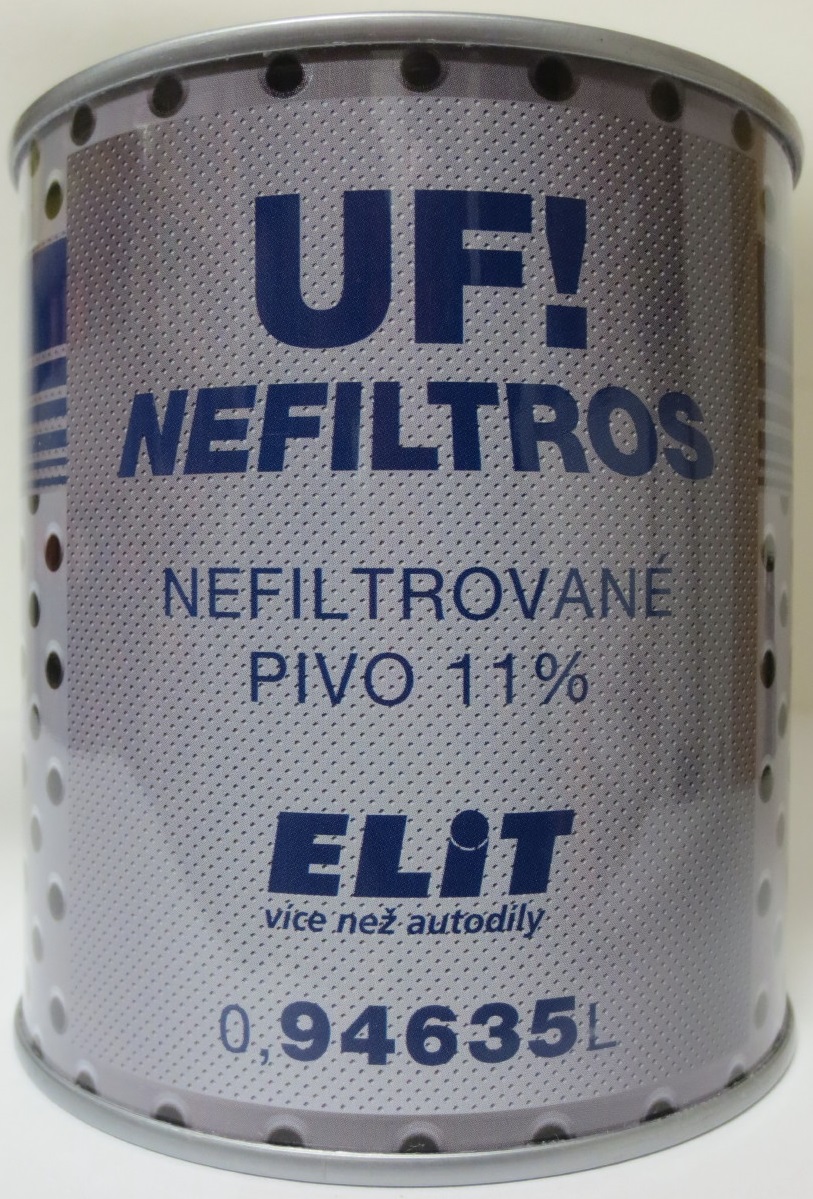 UF!
NEFILTROS
NEFILTROVANÉ
PIVO 11%
ELiT
více než autodíly
0,94635L